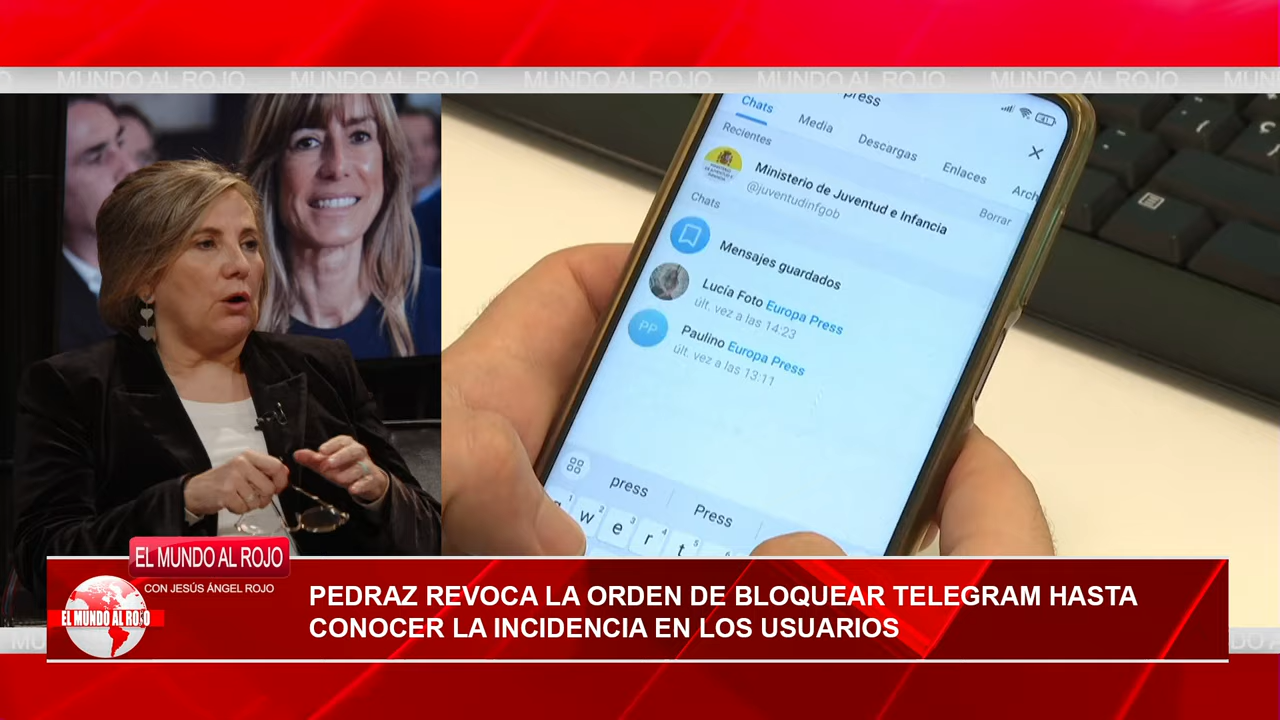 MUNDO AL ROJO MUNDO AL ROJO MUNDO AL ROJO MUNDO AL ROJO MUNDO AL ROJO
press
Chats Media Descargas Enlaces Arch
Recientes
Borrar
Ministerio de Juventud e Infancia
@juventudinfgob
Chats
Mensajes guardados
Lucía Foto Europa Press
últ. vez a las 14:23
PP
Paulino Europa Press
últ. vez a las 13:11
press Press
w e r t
EL MUNDO AL ROJO
CON JESÚS ÁNGEL ROJO
EL MUNDO AL ROJO
PEDRAZ REVOCA LA ORDEN DE BLOQUEAR TELEGRAM HASTA
CONOCER LA INCIDENCIA EN LOS USUARIOS